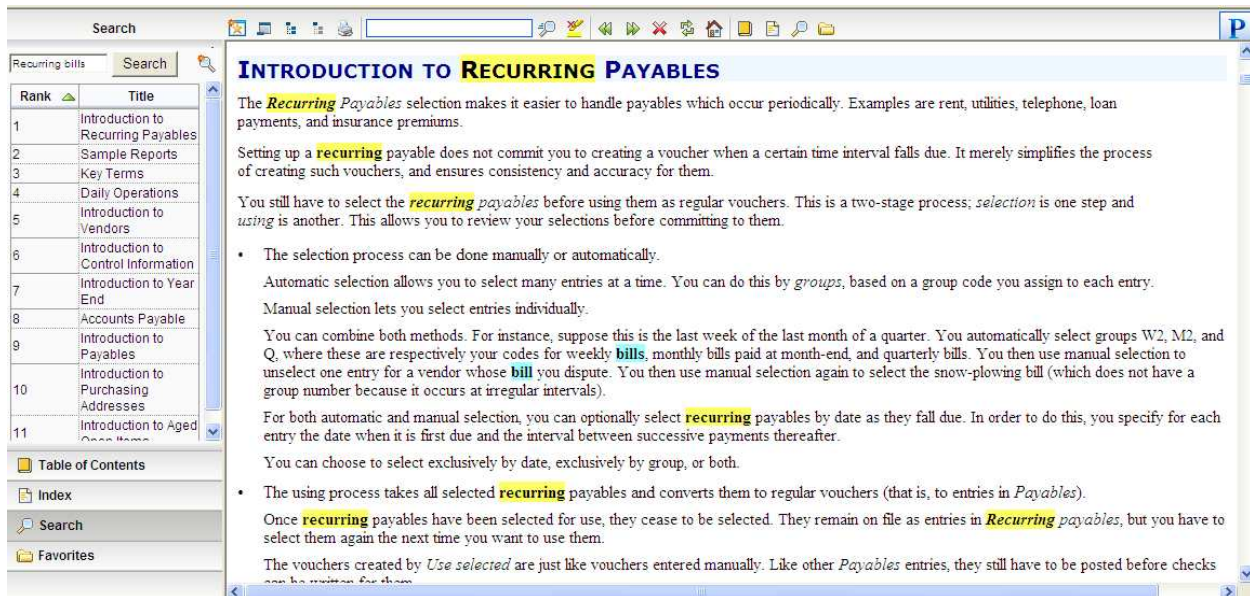 Search
P
Recurring bills
Search
Rank
Title
1
Introduction to
Recurring Payables
2
Sample Reports
3
Key Terms
4
Daily Operations
5
Introduction to
Vendors
6
Introduction to
Control Information
7
Introduction to Year
End
8
Accounts Payable
9
Introduction to
Payables
10
Introduction to
Purchasing
Addresses
11
Introduction to Aged
Open Items
Table of Contents
Index
Search
Favorites
INTRODUCTION TO RECURRING PAYABLES
The Recurring Payables selection makes it easier to handle payables which occur periodically. Examples are rent, utilities, telephone, loan
payments, and insurance premiums.
Setting up a recurring payable does not commit you to creating a voucher when a certain time interval falls due. It merely simplifies the process
of creating such vouchers, and ensures consistency and accuracy for them.
You still have to select the recurring payables before using them as regular vouchers. This is a two-stage process; selection is one step and
using is another. This allows you to review your selections before committing to them.
• The selection process can be done manually or automatically.
Automatic selection allows you to select many entries at a time. You can do this by groups, based on a group code you assign to each entry.
Manual selection lets you select entries individually.
You can combine both methods. For instance, suppose this is the last week of the last month of a quarter. You automatically select groups W2, M2, and
Q, where these are respectively your codes for weekly bills, monthly bills paid at month-end, and quarterly bills. You then use manual selection to
unselect one entry for a vendor whose bill you dispute. You then use manual selection again to select the snow-plowing bill (which does not have a
group number because it occurs at irregular intervals).
For both automatic and manual selection, you can optionally select recurring payables by date as they fall due. In order to do this, you specify for each
entry the date when it is first due and the interval between successive payments thereafter.
You can choose to select exclusively by date, exclusively by group, or both.
• The using process takes all selected recurring payables and converts them to regular vouchers (that is, to entries in Payables).
Once recurring payables have been selected for use, they cease to be selected. They remain on file as entries in Recurring payables, but you have to
select them again the next time you want to use them.
The vouchers created by Use selected are just like vouchers entered manually. Like other Payables entries, they still have to be posted before checks
can be written for them.